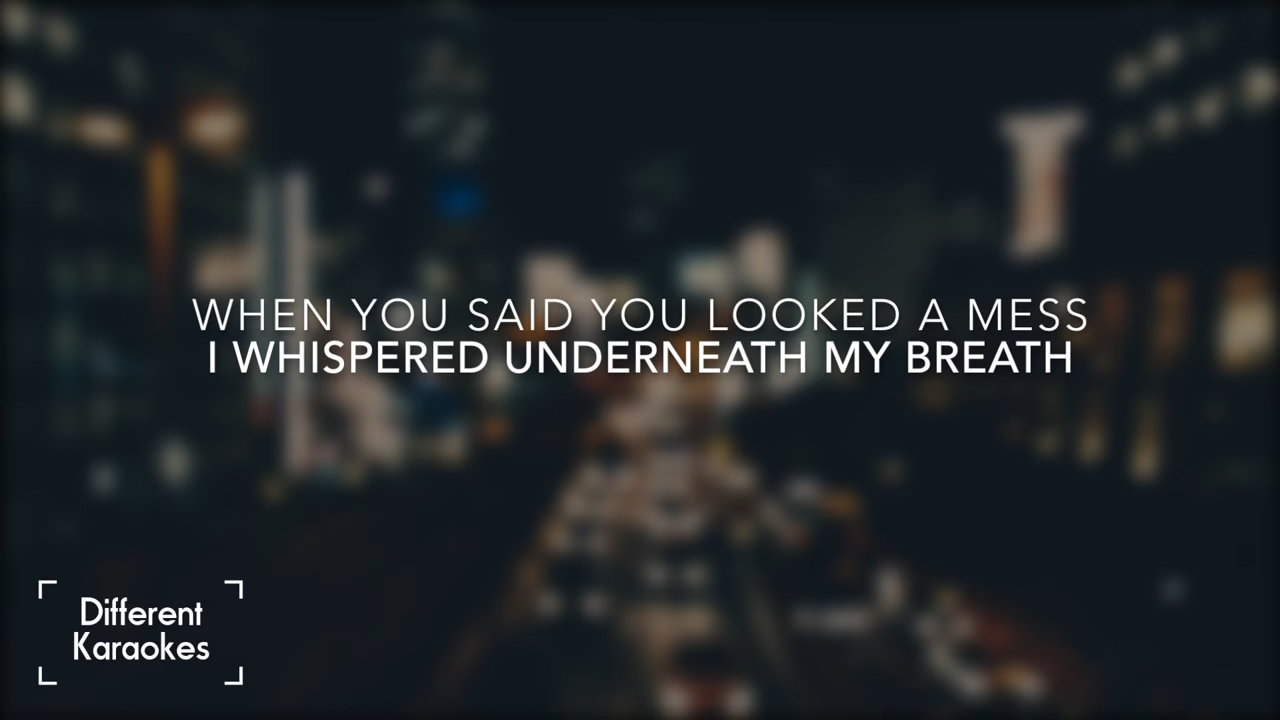 WHEN YOU SAID YOU LOOKED A MESS
I WHISPERED UNDERNEATH MY BREATH
Different
Karaokes